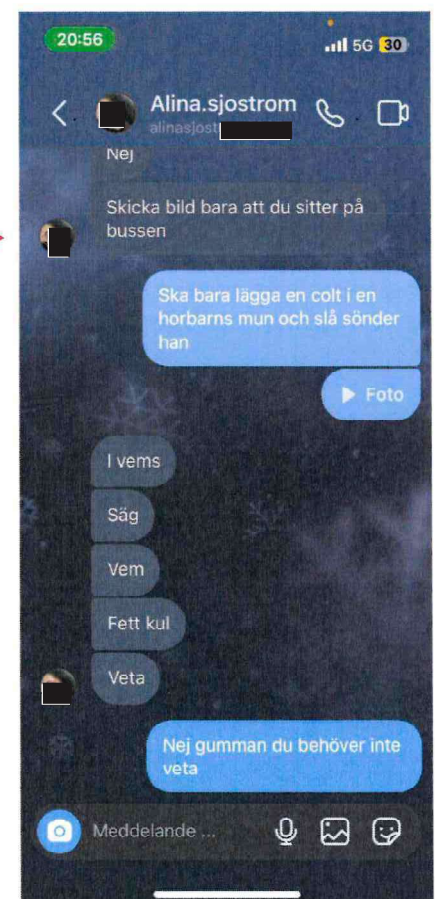 20:56
5G 30
Alina.sjostrom
alinasjost
Nej
Skicka bild bara att du sitter på
bussen
Ska bara lägga en colt i en
horbarns mun och slå sönder
han
Foto
I vems
Säg
Vem
Fett kul
Veta
Nej gumman du behöver inte
veta
Meddelande ...